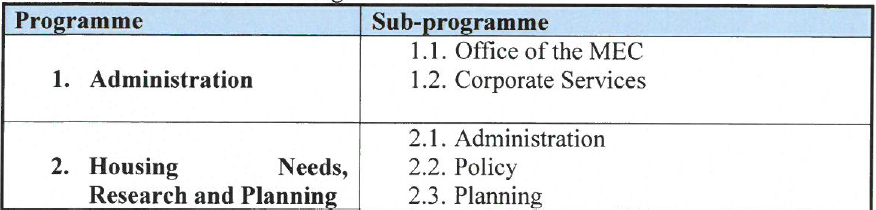 Programme Sub-programme
1. Administration
1.1. Office of the MEC
1.2. Corporate Services
2. Housing Needs,
Research and Planning
2.1. Administration
2.2. Policy
2.3. Planning